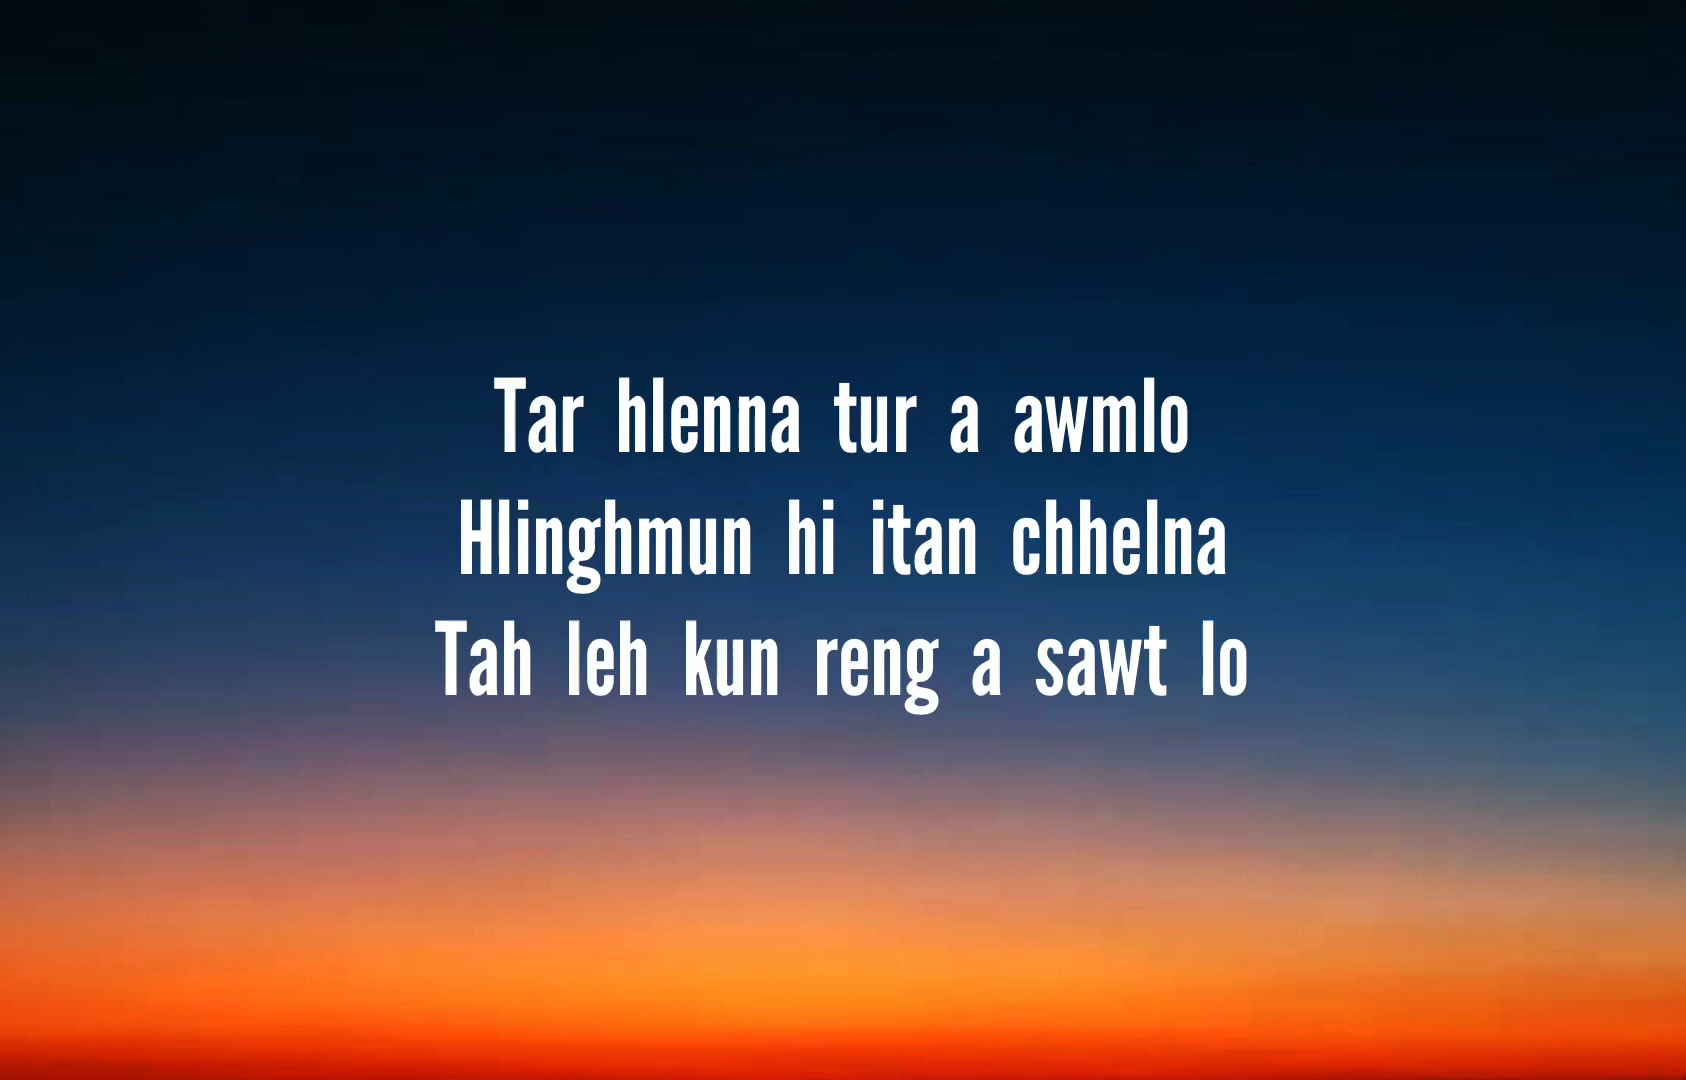 Tar hlenna tur a awmlo
Hlinghmun hi itan chhelna
Tah leh kun reng a sawt lo